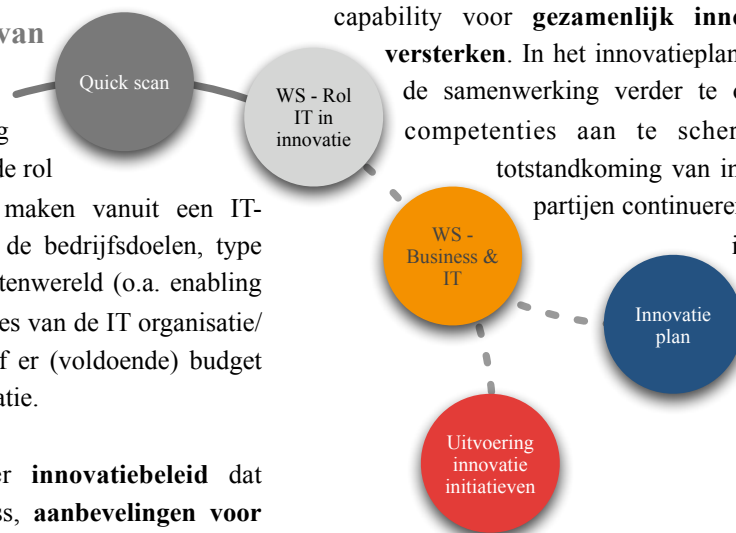 van
g
de rol
maken vanuit een IT-
de bedrijfsdoelen, type
tenwereld (o.a. enabling
es van de IT organisatie/
f er (voldoende) budget
atie.
er innovatiebeleid dat
ss, aanbevelingen voor
Quick scan
WS - Rol
IT in
innovatie
WS -
Business &
IT
Innovatie
plan
Uitvoering
innovatie
initiatieven
capability voor gezamenlijk inno
versterken. In het innovatieplan
de samenwerking verder te
competenties aan te scher
totstandkoming van in
partijen continuere